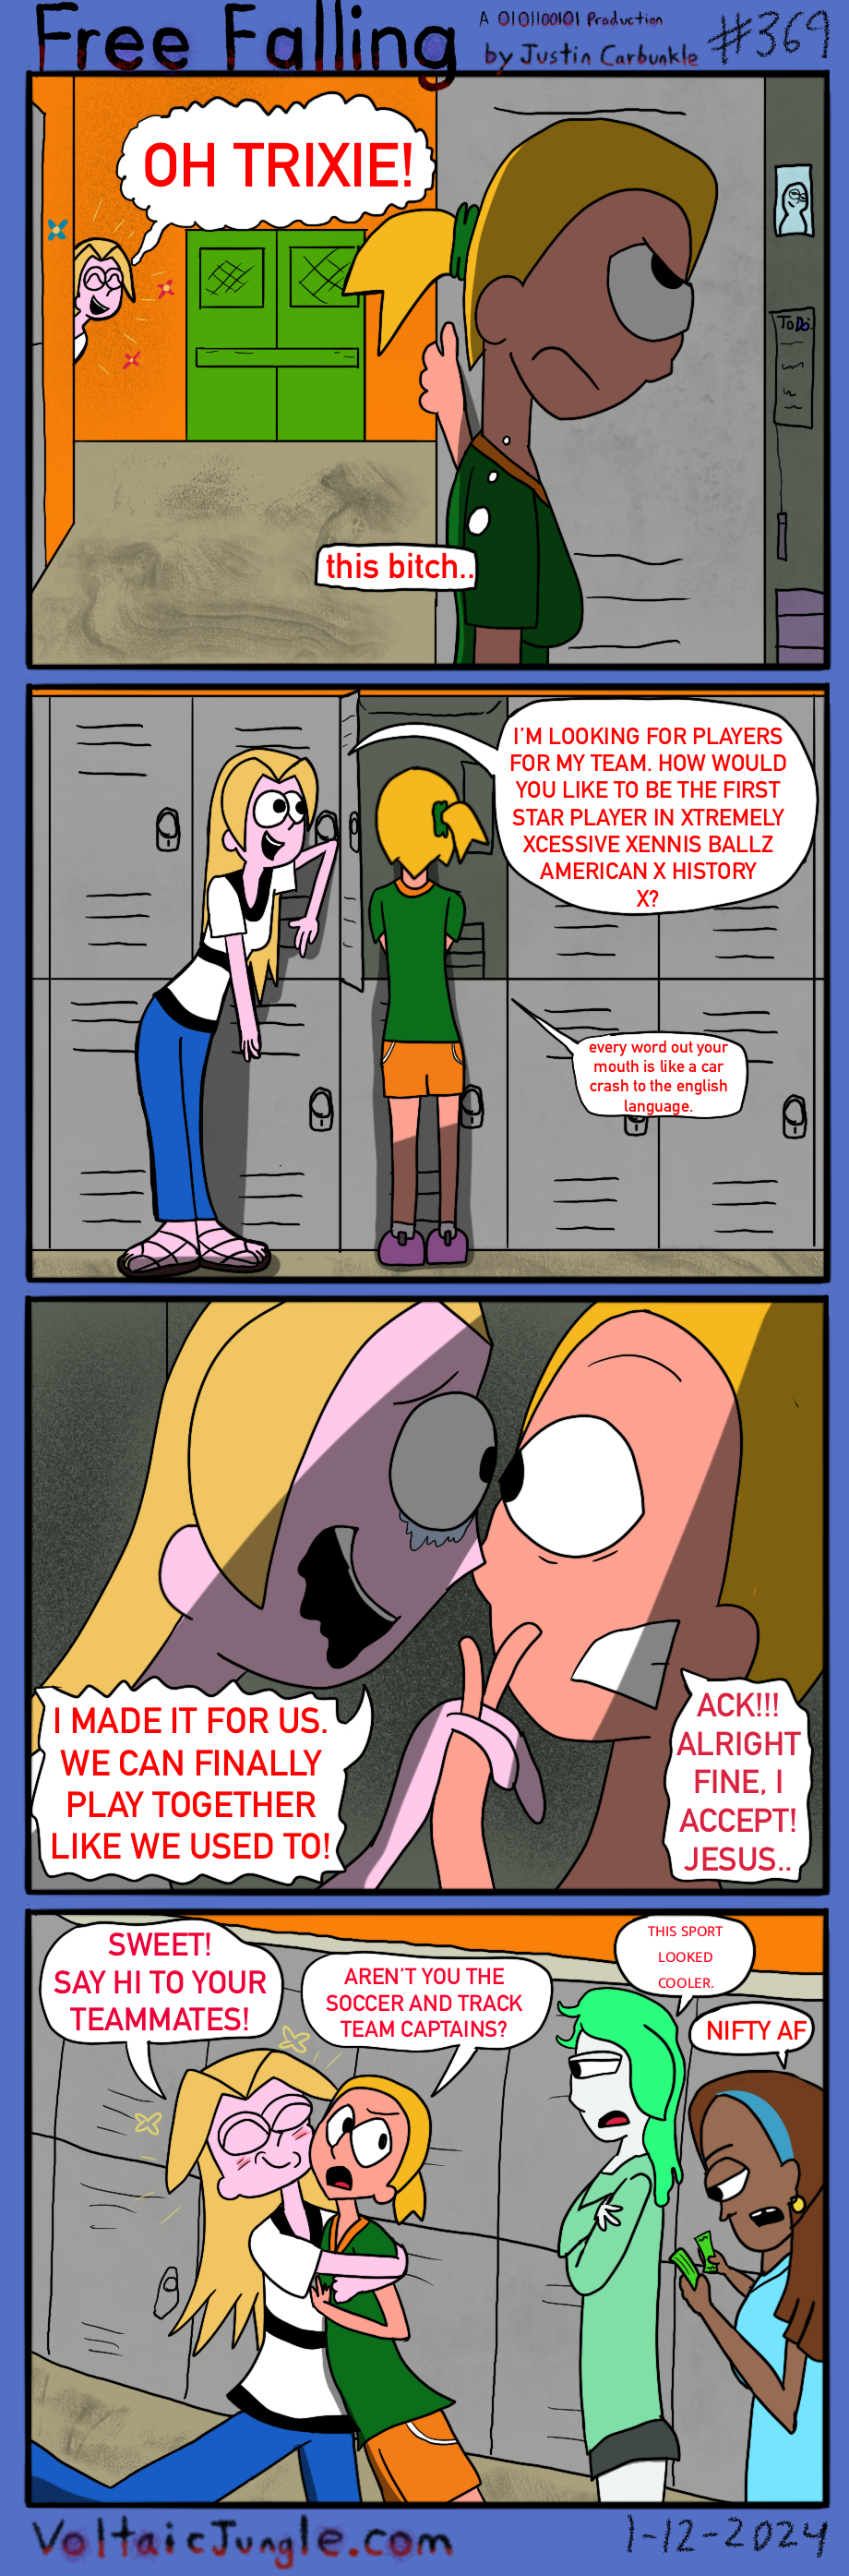 Free Falling
A 0101100101 Production
by Justin Carbunkle
#369
OH TRIXIE!
ToDo:
this bitch..
I'M LOOKING FOR PLAYERS
FOR MY TEAM. HOW WOULD
YOU LIKE TO BE THE FIRST
STAR PLAYER IN XTREMELY
XCESSIVE XENNIS BALLZ
AMERICAN X HISTORY
X?
every word out your
mouth is like a car
crash to the english
language.
I MADE IT FOR US.
WE CAN FINALLY
PLAY TOGETHER
LIKE WE USED TO!
ACK!!!
ALRIGHT
FINE, I
ACCEPT!
JESUS..
SWEET!
SAY HI TO YOUR
TEAMMATES!
AREN'T YOU THE
SOCCER AND TRACK
TEAM CAPTAINS?
THIS SPORT
LOOKED
COOLER.
NIFTY AF
VoltaicJungle.com
1-12-2024